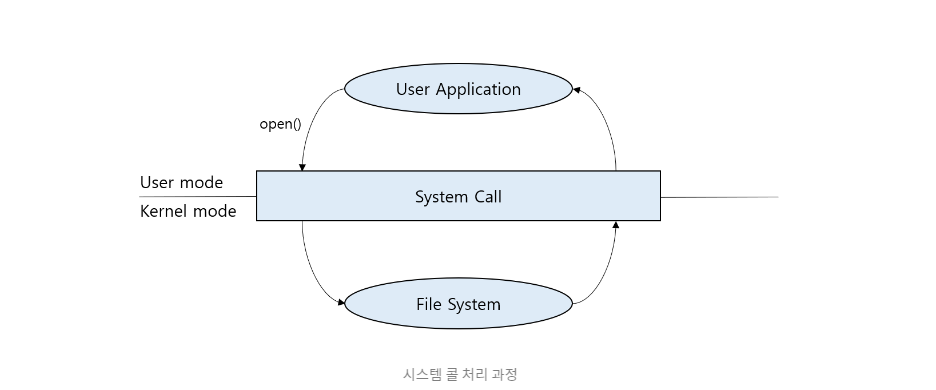 User Application
open()
User mode
System Call
Kernel mode
File System
시스템 콜 처리 과정